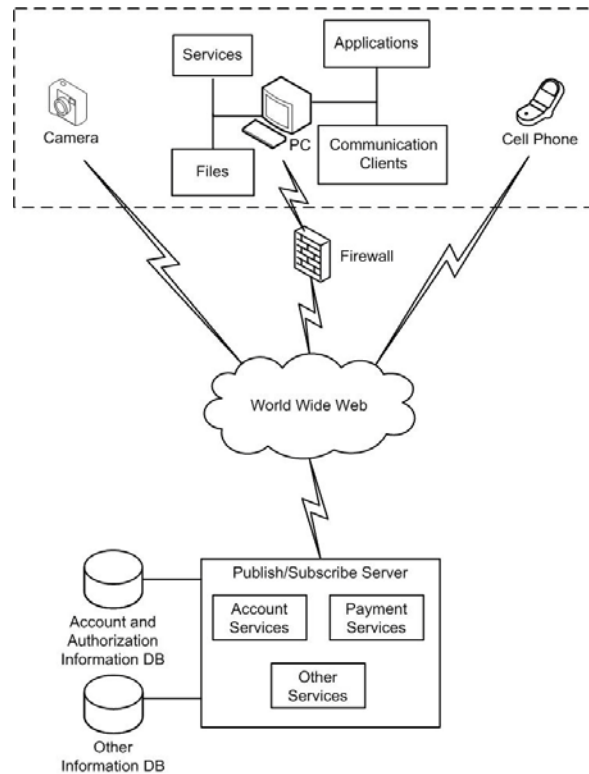 Services
Applications
Camera
PC
Cell Phone
Files
Communication
Clients
Firewall
World Wide Web
Publish/Subscribe Server
Account
Services
Payment
Services
Account and
Authorization
Information DB
Other
Services
Other
Information DB